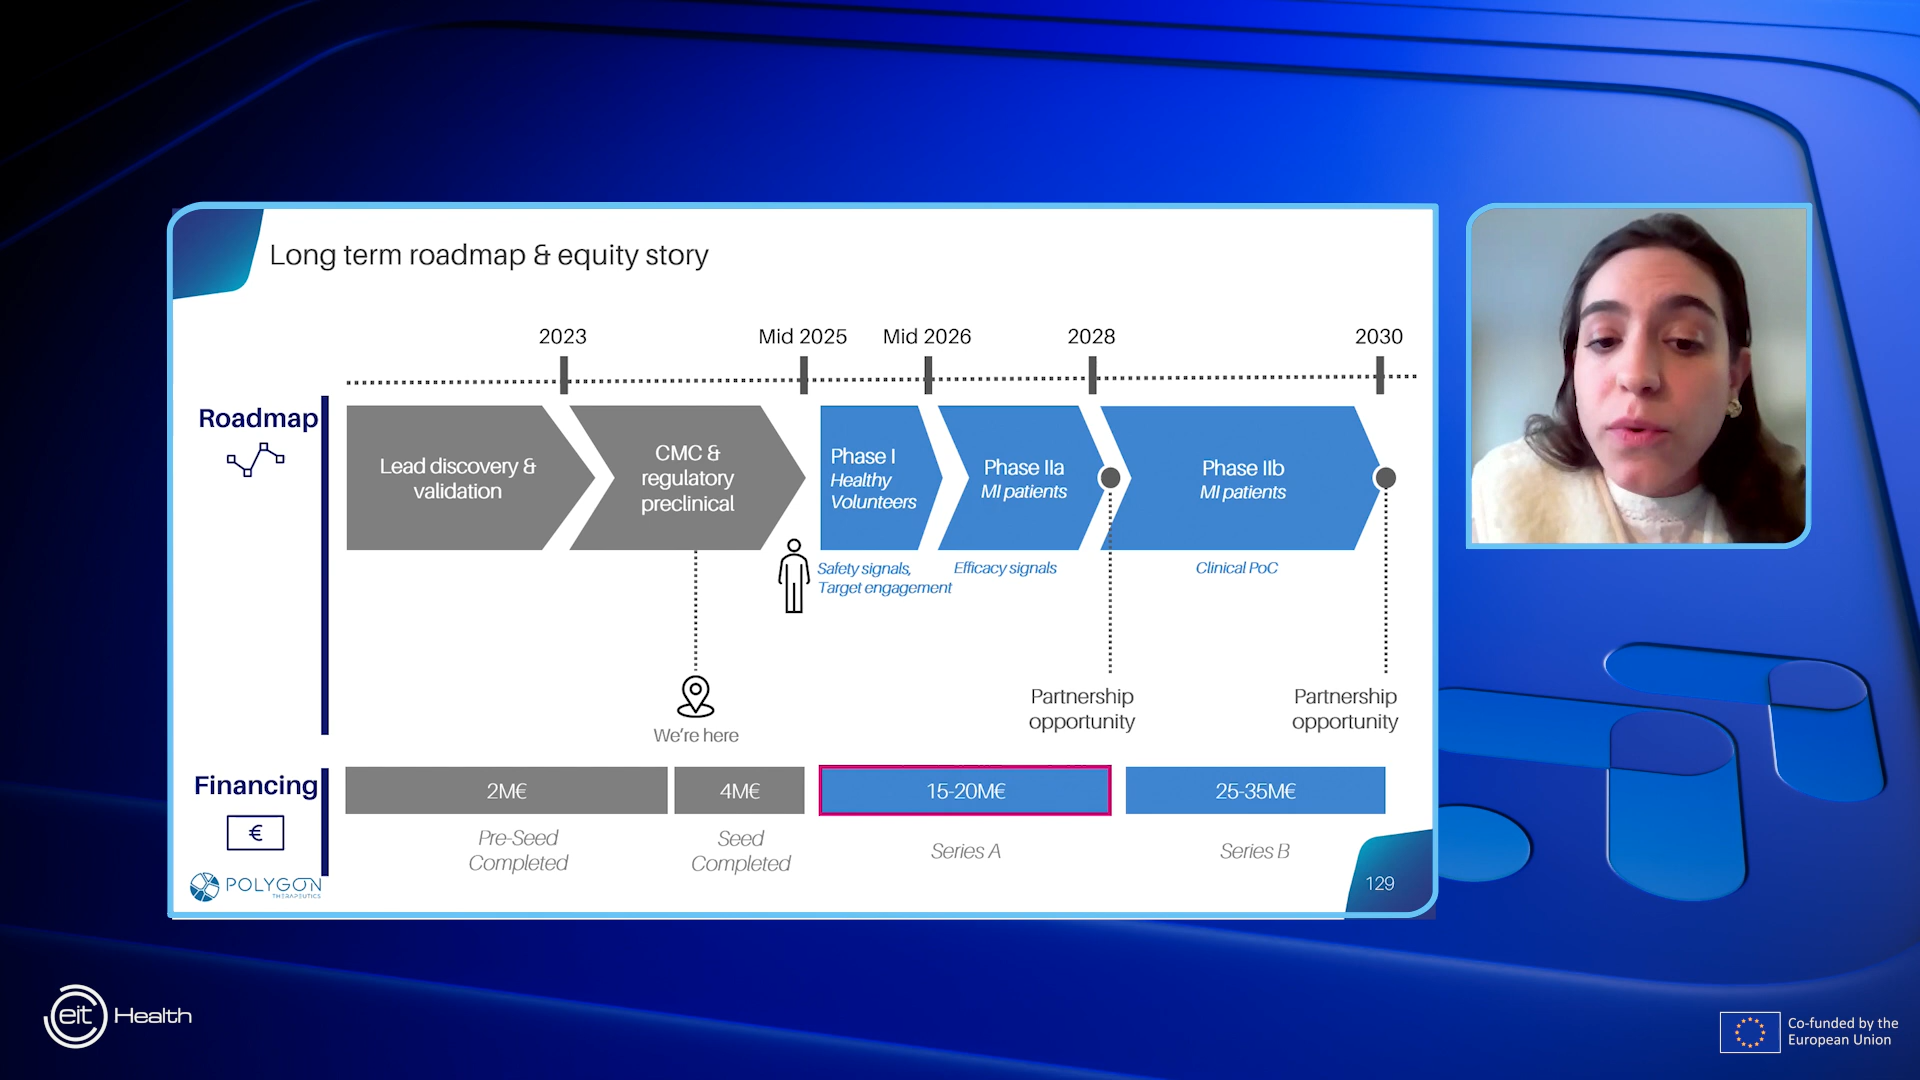 Long term roadmap & equity story
2023
Mid 2025
Mid 2026
2028
2030
Roadmap
Lead discovery &
validation
CMC &
regulatory
preclinical
Phase I
Healthy
Volunteers
Phase IIa
MI patients
Phase IIb
MI patients
Safety signals,
Target engagement
Efficacy signals
Clinical PoC
We're here
Partnership
opportunity
Partnership
opportunity
Financing
€
2M€
4M€
15-20M€
25-35M€
Pre-Seed
Completed
Seed
Completed
Series A
Series B
POLYGON
THERAPEUTICS
129
eit Health
Co-funded by the
European Union